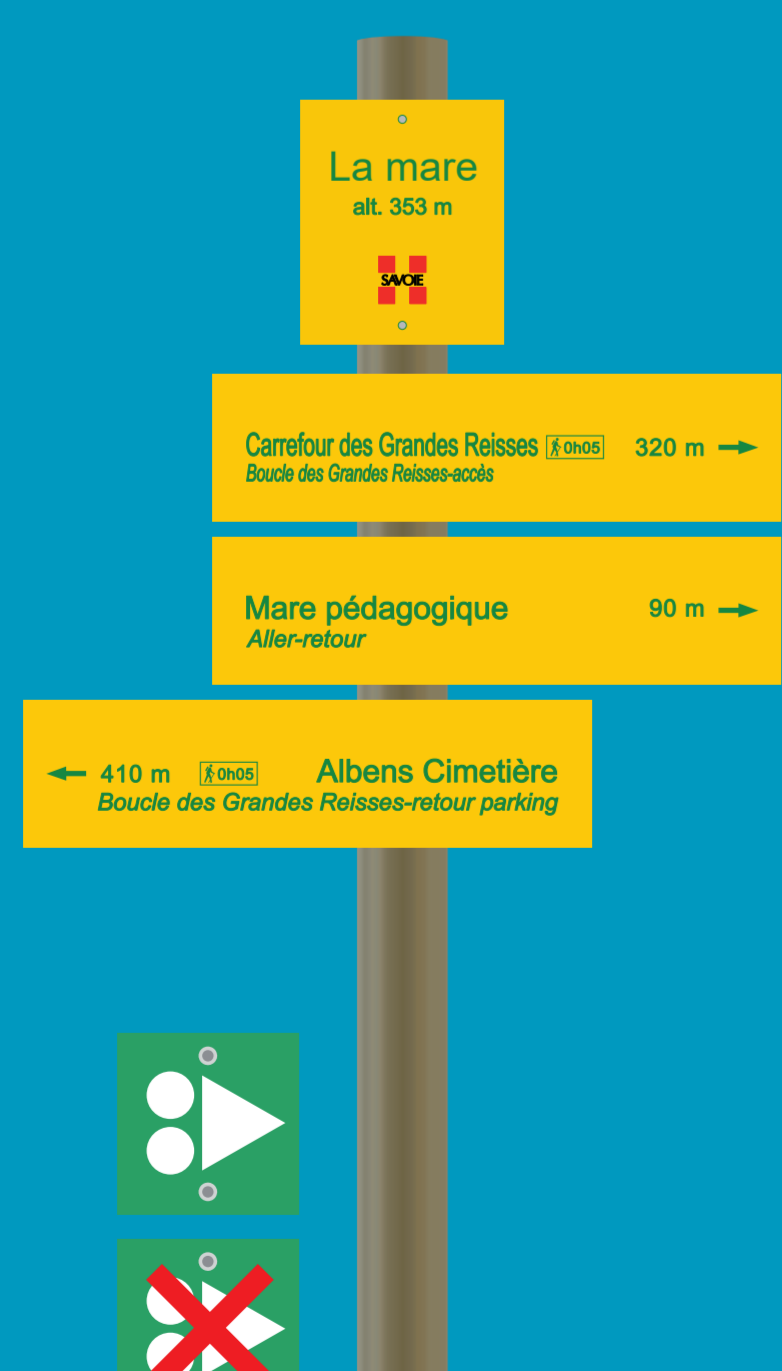 La mare
alt. 353 m
SAVOIE
Carrefour des Grandes Reisses 0h05 320 m
Boucle des Grandes Reisses-accès
Mare pédagogique 90 m
Aller-retour
410 m 0h05 Albens Cimetière
Boucle des Grandes Reisses-retour parking